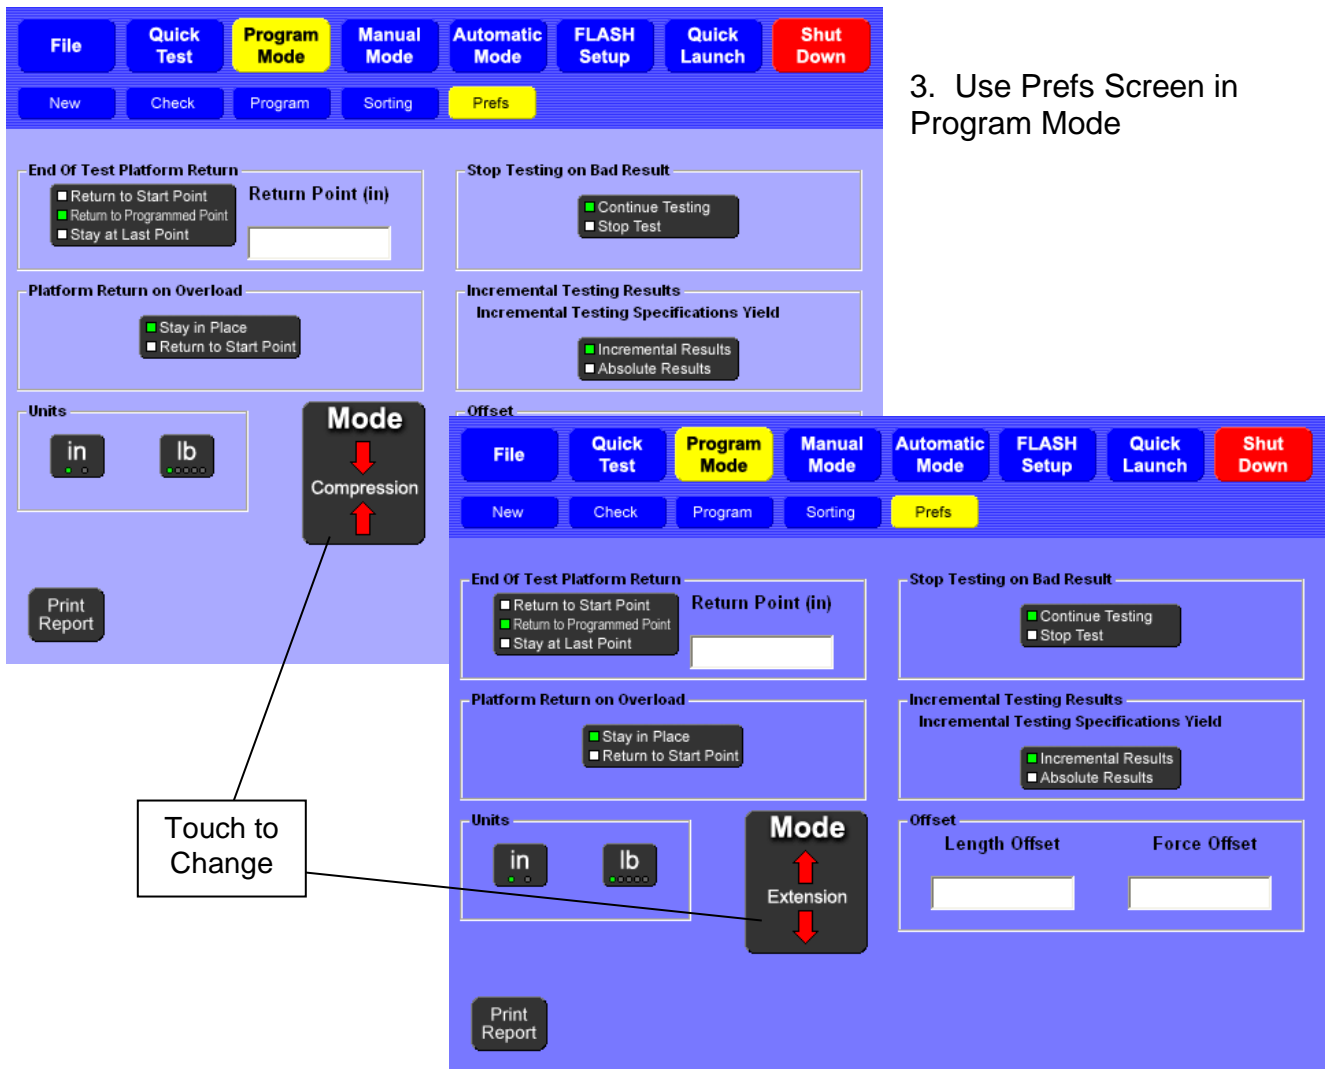 File
Quick
Test
Program
Mode
Manual
Mode
Automatic
Mode
FLASH
Setup
Quick
Launch
Shut
Down
New
Check
Program
Sorting
Prefs
3. Use Prefs Screen in
Program Mode
End Of Test Platform Return
Return to Start Point
Return to Programmed Point
Stay at Last Point
Return Point (in)
Stop Testing on Bad Result
Continue Testing
Stop Test
Platform Return on Overload
Stay in Place
Return to Start Point
Incremental Testing Results
Incremental Testing Specifications Yield
Incremental Results
Absolute Results
Units
in
lb
Mode
Compression
Offset
Print
Report
File
Quick
Test
Program
Mode
Manual
Mode
Automatic
Mode
FLASH
Setup
Quick
Launch
Shut
Down
New
Check
Program
Sorting
Prefs
End Of Test Platform Return
Return to Start Point
Return to Programmed Point
Stay at Last Point
Return Point (in)
Stop Testing on Bad Result
Continue Testing
Stop Test
Platform Return on Overload
Stay in Place
Return to Start Point
Incremental Testing Results
Incremental Testing Specifications Yield
Incremental Results
Absolute Results
Units
in
lb
Mode
Extension
Offset
Length Offset
Force Offset
Print
Report
Touch to
Change